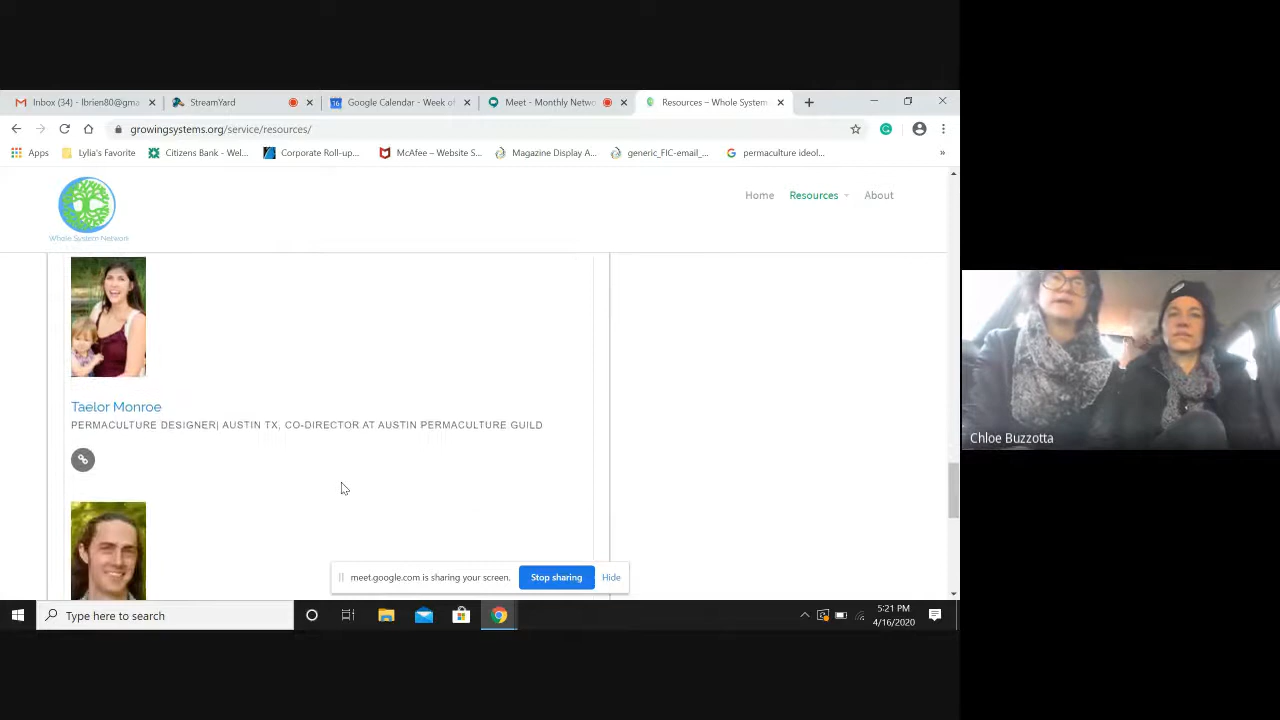 Inbox (34) - lbrien80@gma
StreamYard
Google Calendar - Week of
Meet - Monthly Netwo
Resources – Whole System
growingsystems.org/service/resources/
Apps
Lylia's Favorite
Citizens Bank - Wel...
Corporate Roll-up...
McAfee – Website S...
Magazine Display A...
generic_FIC-email_...
permaculture ideol...
»
Whole System Network
Home
Resources
About
Taelor Monroe
PERMACULTURE DESIGNER| AUSTIN TX, CO-DIRECTOR AT AUSTIN PERMACULTURE GUILD
Chloe Buzzotta
meet.google.com is sharing your screen.
Stop sharing
Hide
Type here to search
5:21 PM
4/16/2020